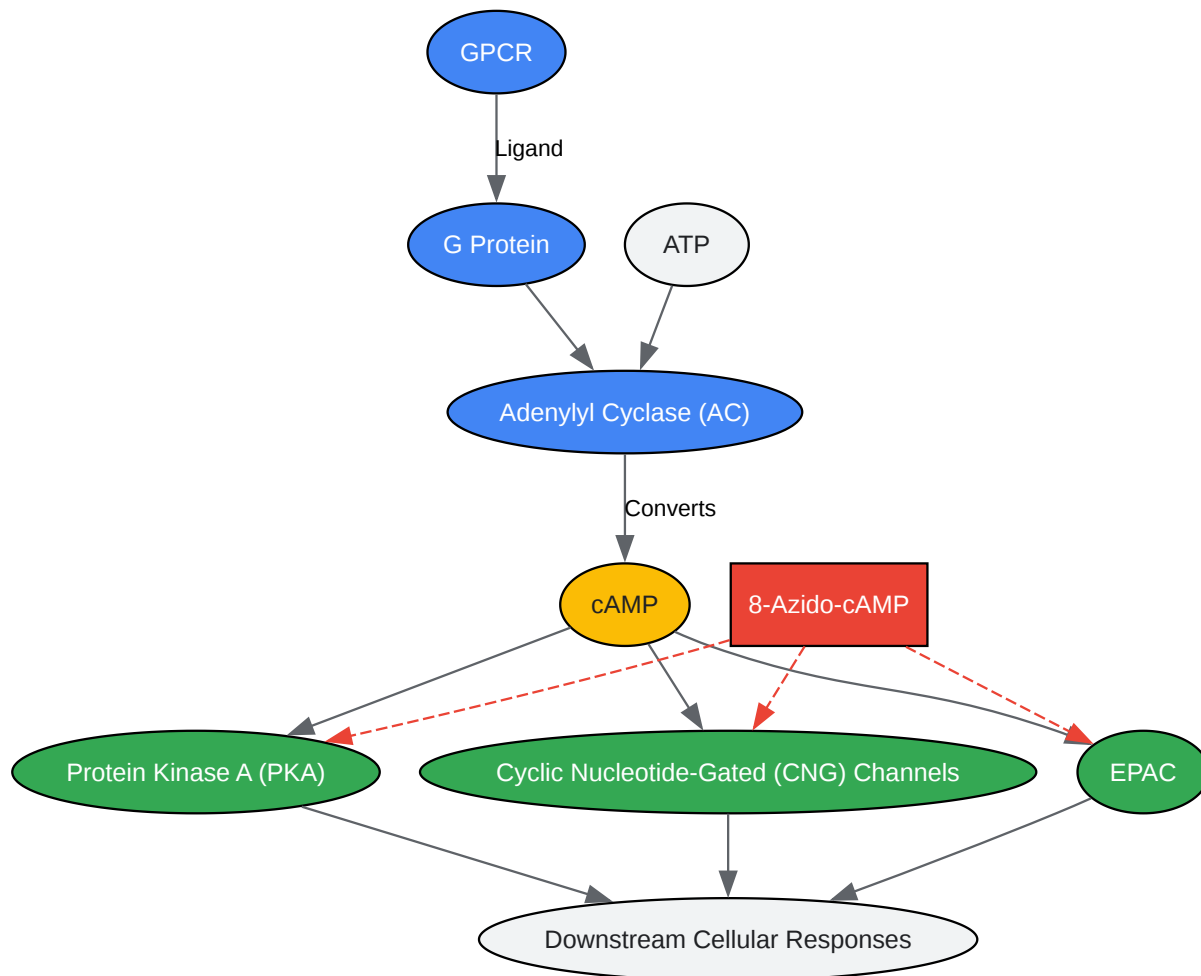 GPCR
Ligand
G Protein
ATP
Adenylyl Cyclase (AC)
Converts
cAMP
8-Azido-cAMP
Protein Kinase A (PKA)
Cyclic Nucleotide-Gated (CNG) Channels
EPAC
Downstream Cellular Responses